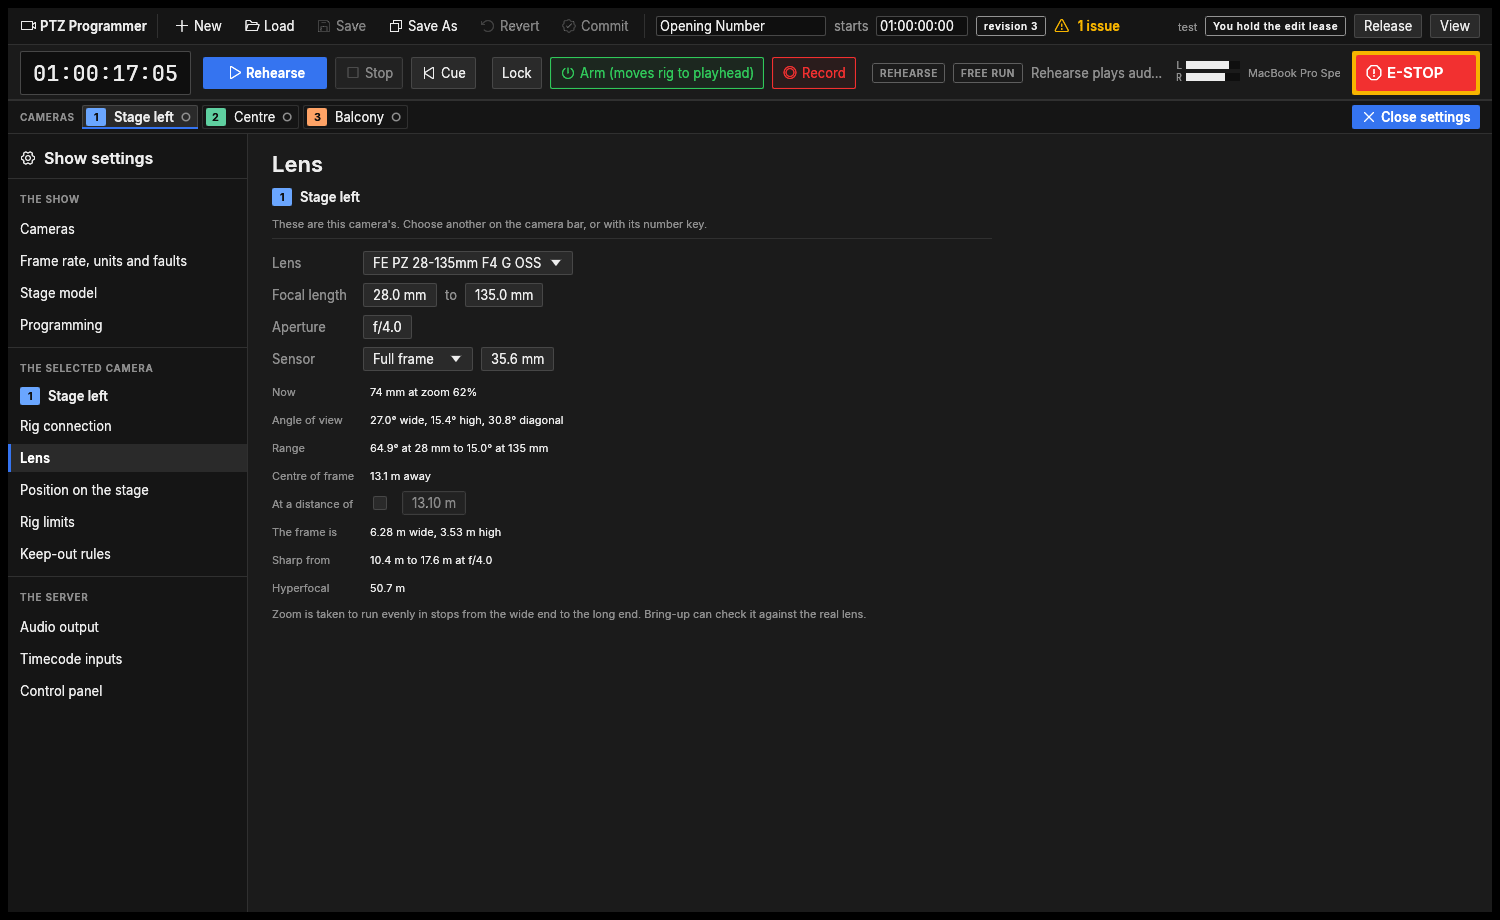 PTZ Programmer New Load Save Save As Revert Commit Opening Number starts 01:00:00:00 revision 3 1 issue test You hold the edit lease Release View
01:00:17:05 Rehearse Stop Cue Lock Arm (moves rig to playhead) Record REHEARSE FREE RUN Rehearse plays aud... L R MacBook Pro Spe E-STOP
CAMERAS 1 Stage left 2 Centre 3 Balcony Close settings
Show settings
THE SHOW
Cameras
Frame rate, units and faults
Stage model
Programming
THE SELECTED CAMERA
1 Stage left
Rig connection
Lens
Position on the stage
Rig limits
Keep-out rules
THE SERVER
Audio output
Timecode inputs
Control panel
Lens
1 Stage left
These are this camera's. Choose another on the camera bar, or with its number key.
Lens FE PZ 28-135mm F4 G OSS
Focal length 28.0 mm to 135.0 mm
Aperture f/4.0
Sensor Full frame 35.6 mm
Now 74 mm at zoom 62%
Angle of view 27.0° wide, 15.4° high, 30.8° diagonal
Range 64.9° at 28 mm to 15.0° at 135 mm
Centre of frame 13.1 m away
At a distance of 13.10 m
The frame is 6.28 m wide, 3.53 m high
Sharp from 10.4 m to 17.6 m at f/4.0
Hyperfocal 50.7 m
Zoom is taken to run evenly in stops from the wide end to the long end. Bring-up can check it against the real lens.